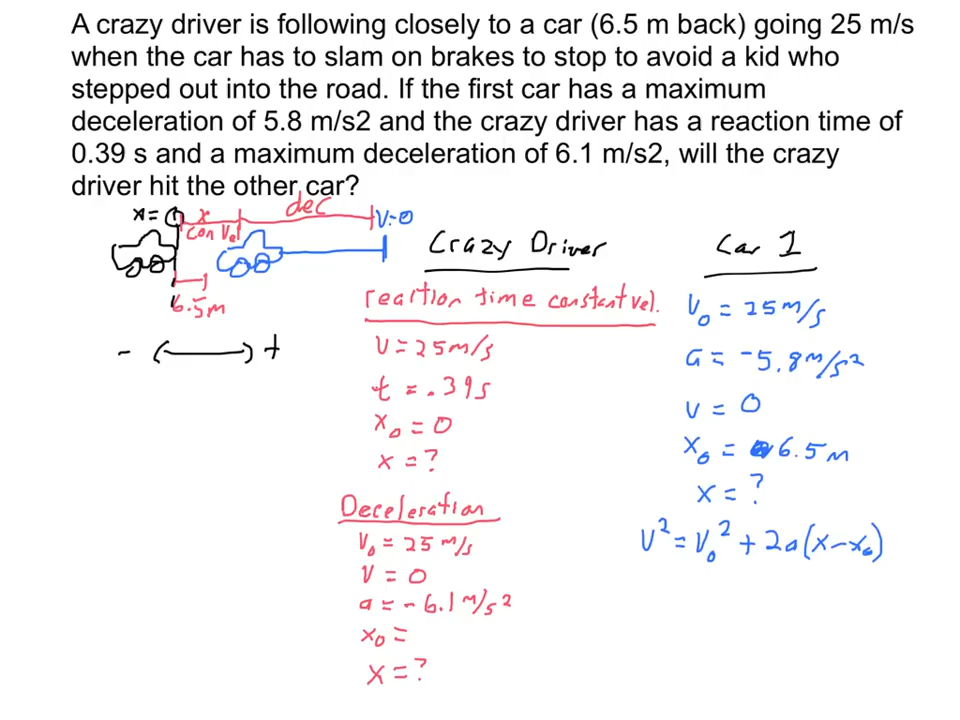 A crazy driver is following closely to a car (6.5 m back) going 25 m/s
when the car has to slam on brakes to stop to avoid a kid who
stepped out into the road. If the first car has a maximum
deceleration of 5.8 m/s2 and the crazy driver has a reaction time of
0.39 s and a maximum deceleration of 6.1 m/s2, will the crazy
driver hit the other car?
x=0
x
con vel
dec
V=0
6.5m
- +
Crazy Driver
reaction time constant vel.
V=25m/s
t=.39s
x₀=0
x=?
Deceleration
V₀=25m/s
V=0
a=-6.1m/s²
x₀=
x=?
Car 1
V₀=25m/s
a=-5.8m/s²
v=0
x₀=6.5m
x=?
V²=V₀²+2a(x-x₀)